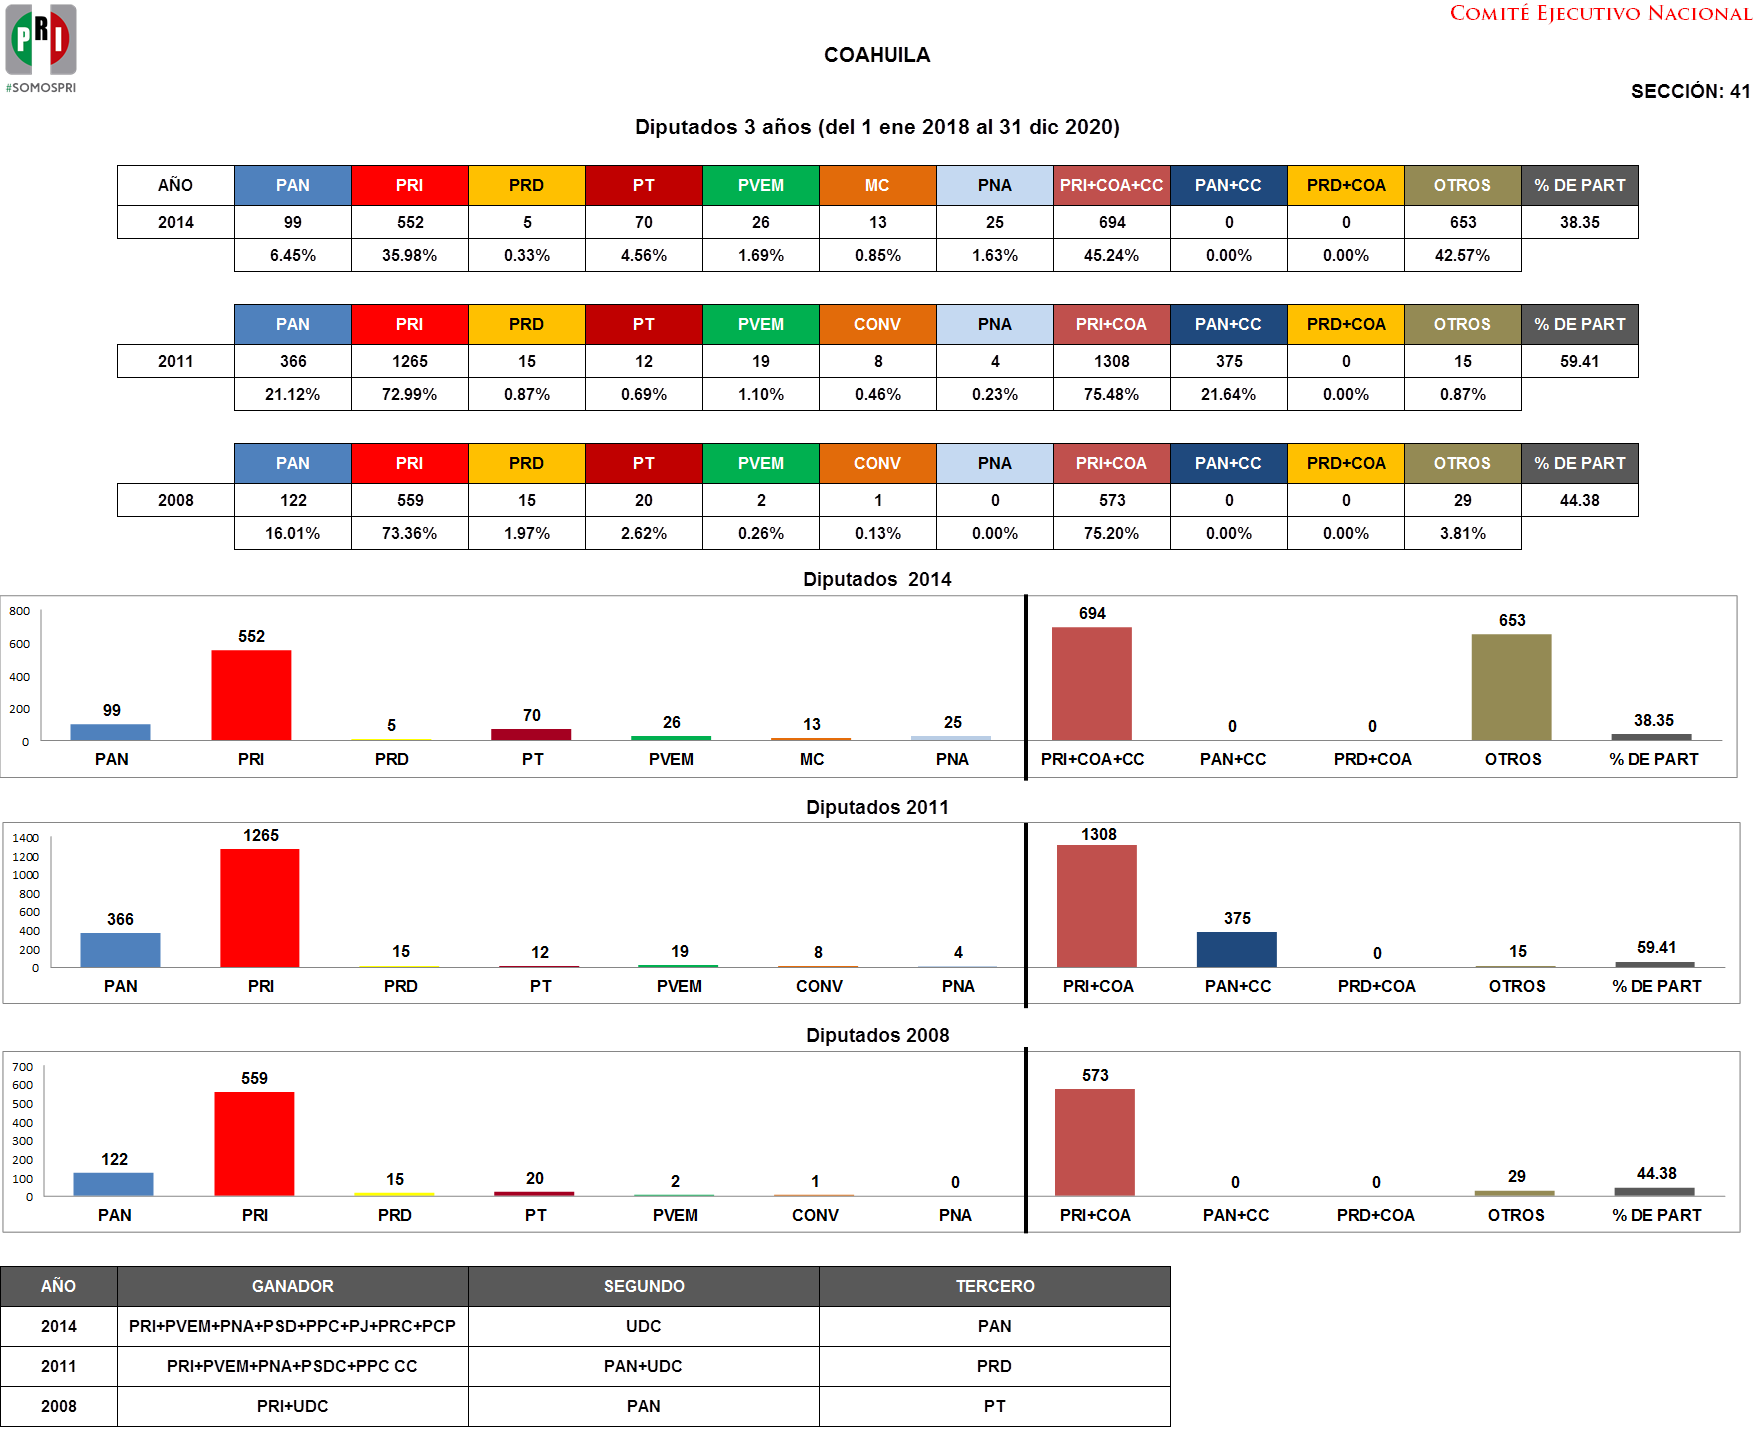 PRI
#SOMOSPRI
COMITÉ EJECUTIVO NACIONAL
COAHUILA
SECCIÓN: 41
Diputados 3 años (del 1 ene 2018 al 31 dic 2020)
AÑO PAN PRI PRD PT PVEM MC PNA PRI+COA+CC PAN+CC PRD+COA OTROS % DE PART
2014 99 552 5 70 26 13 25 694 0 0 653 38.35
6.45% 35.98% 0.33% 4.56% 1.69% 0.85% 1.63% 45.24% 0.00% 0.00% 42.57%
PAN PRI PRD PT PVEM CONV PNA PRI+COA PAN+CC PRD+COA OTROS % DE PART
2011 366 1265 15 12 19 8 4 1308 375 0 15 59.41
21.12% 72.99% 0.87% 0.69% 1.10% 0.46% 0.23% 75.48% 21.64% 0.00% 0.87%
PAN PRI PRD PT PVEM CONV PNA PRI+COA PAN+CC PRD+COA OTROS % DE PART
2008 122 559 15 20 2 1 0 573 0 0 29 44.38
16.01% 73.36% 1.97% 2.62% 0.26% 0.13% 0.00% 75.20% 0.00% 0.00% 3.81%
Diputados 2014
800
600
400
200
0
99 552 5 70 26 13 25 694 0 0 653 38.35
PAN PRI PRD PT PVEM MC PNA PRI+COA+CC PAN+CC PRD+COA OTROS % DE PART
Diputados 2011
1400
1200
1000
800
600
400
200
0
366 1265 15 12 19 8 4 1308 375 0 15 59.41
PAN PRI PRD PT PVEM CONV PNA PRI+COA PAN+CC PRD+COA OTROS % DE PART
Diputados 2008
700
600
500
400
300
200
100
0
122 559 15 20 2 1 0 573 0 0 29 44.38
PAN PRI PRD PT PVEM CONV PNA PRI+COA PAN+CC PRD+COA OTROS % DE PART
AÑO GANADOR SEGUNDO TERCERO
2014 PRI+PVEM+PNA+PSD+PPC+PJ+PRC+PCP UDC PAN
2011 PRI+PVEM+PNA+PSDC+PPC CC PAN+UDC PRD
2008 PRI+UDC PAN PT